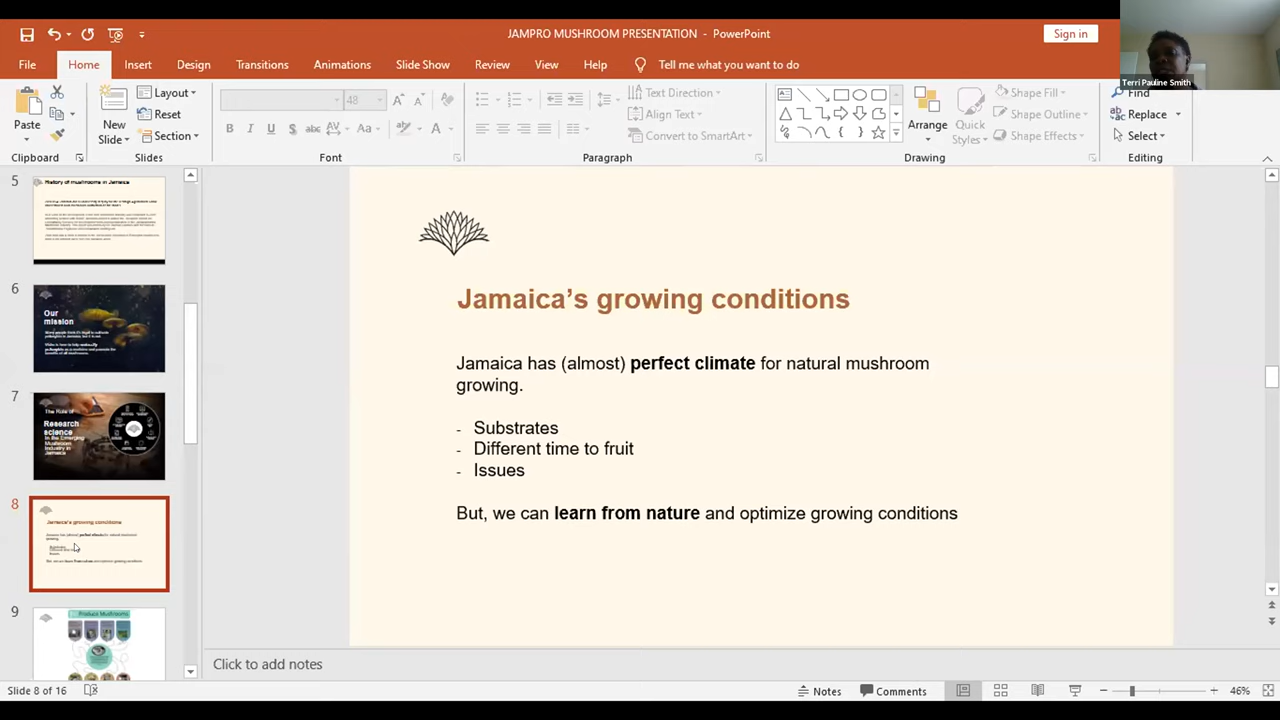 JAMPRO MUSHROOM PRESENTATION - PowerPoint
Sign in
Terri Pauline Smith
File Home Insert Design Transitions Animations Slide Show Review View Help Tell me what you want to do
Paste
Clipboard
New
Slide
Layout
Reset
Section
Slides
48
B I U S abc AV Aa A
Font
Text Direction
Align Text
Convert to SmartArt
Paragraph
Arrange
Quick
Styles
Shape Fill
Shape Outline
Shape Effects
Drawing
Find
Replace
Select
Editing
5
History of mushrooms in Jamaica
6
Our
mission
7
The Role of
Research
science
in the Emerging
Mushroom
Industry in
Jamaica
8
Jamaica's growing conditions
9
Produce Mushrooms
Jamaica’s growing conditions
Jamaica has (almost) perfect climate for natural mushroom
growing.
- Substrates
- Different time to fruit
- Issues
But, we can learn from nature and optimize growing conditions
Click to add notes
Slide 8 of 16
Notes
Comments
46%